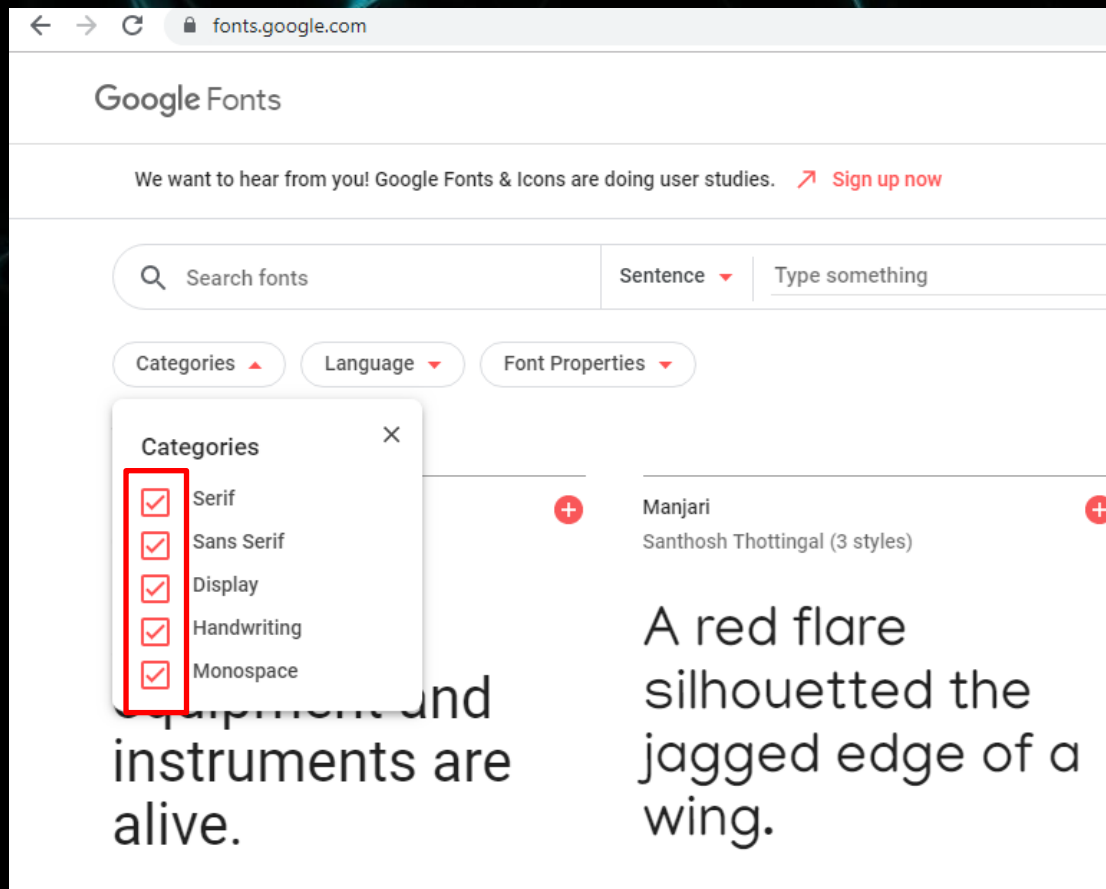 fonts.google.com
Google Fonts
We want to hear from you! Google Fonts & Icons are doing user studies. Sign up now
Search fonts
Sentence
Type something
Categories
Language
Font Properties
Categories
Serif
Sans Serif
Display
Handwriting
Monospace
and
instruments are
alive.
Manjari
Santhosh Thottingal (3 styles)
A red flare
silhouetted the
jagged edge of a
wing.